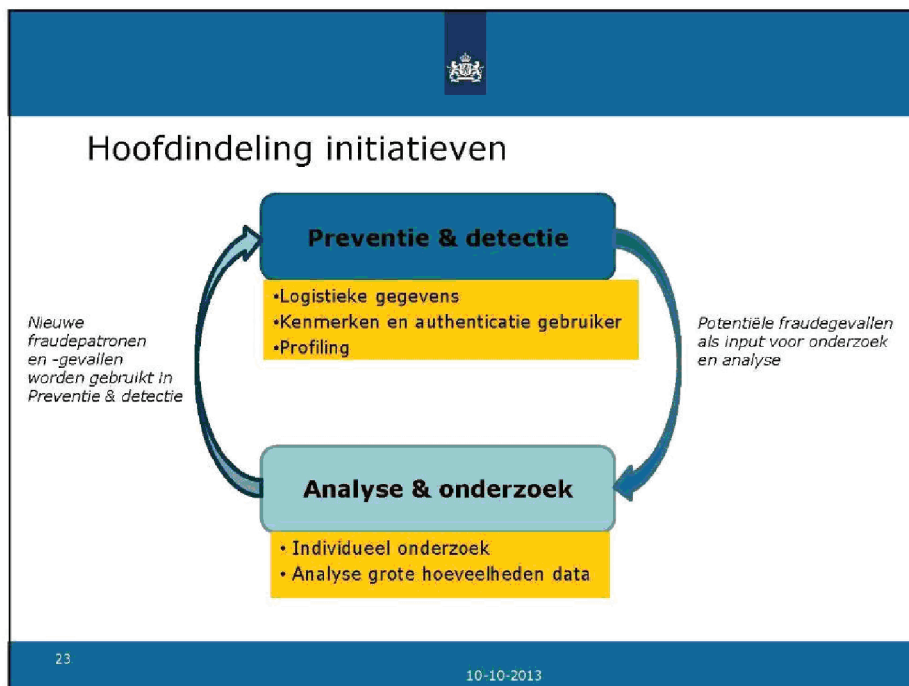 Hoofdindeling initiatieven
Preventie & detectie
•Logistieke gegevens
•Kenmerken en authenticatie gebruiker
•Profiling
Nieuwe
fraudepatronen
en -gevallen
worden gebruikt in
Preventie & detectie
Potentiële fraudegevallen
als input voor onderzoek
en analyse
Analyse & onderzoek
• Individueel onderzoek
• Analyse grote hoeveelheden data
23
10-10-2013